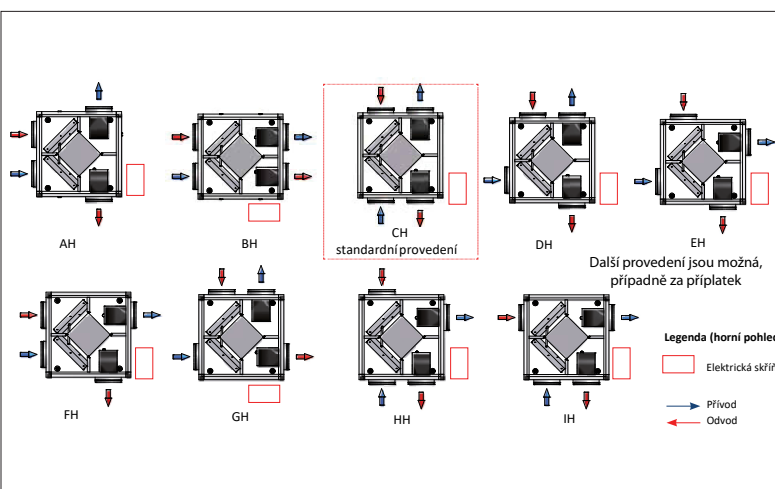 AH
BH
CH
standardní provedení
DH
EH
Další provedení jsou možná,
případně za příplatek
FH
GH
HH
IH
Legenda (horní pohled
Elektrická skříň
Přívod
Odvod